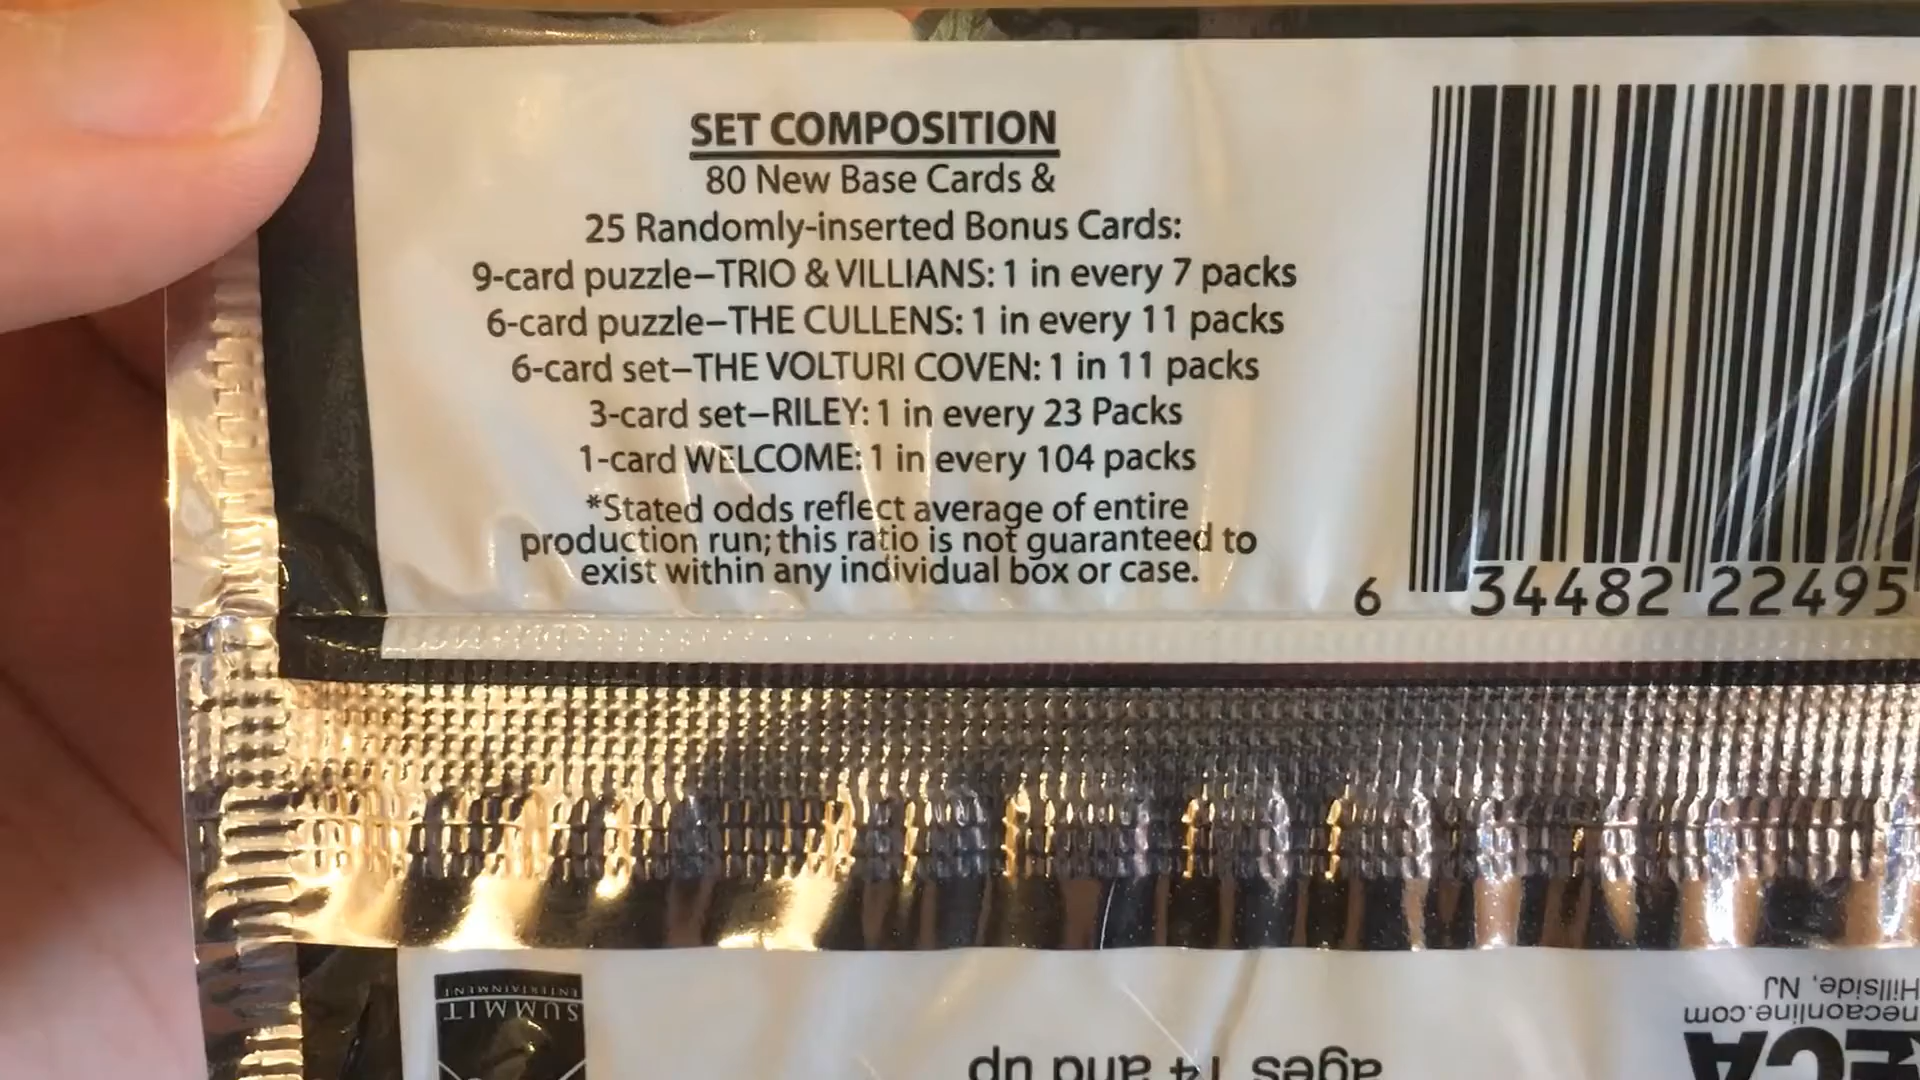 SET COMPOSITION
80 New Base Cards &
25 Randomly-inserted Bonus Cards:
9-card puzzle–TRIO & VILLIANS: 1 in every 7 packs
6-card puzzle–THE CULLENS: 1 in every 11 packs
6-card set–THE VOLTURI COVEN: 1 in 11 packs
3-card set–RILEY: 1 in every 23 Packs
1-card WELCOME: 1 in every 104 packs
*Stated odds reflect average of entire
production run; this ratio is not guaranteed to
exist within any individual box or case.
6 34482 22495
SUMMIT
ENTERTAINMENT
ages 14 and up
necaonline.com
Hillside, NJ